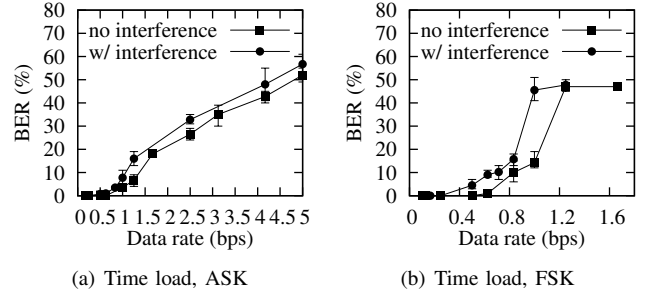 80
70
60
50
40
30
20
10
0
BER (%)
no interference
w/ interference
0 0.5 1 1.5 2 2.5 3 3.5 4 4.5 5
Data rate (bps)
(a) Time load, ASK
80
70
60
50
40
30
20
10
0
BER (%)
no interference
w/ interference
0 0.4 0.8 1.2 1.6
Data rate (bps)
(b) Time load, FSK